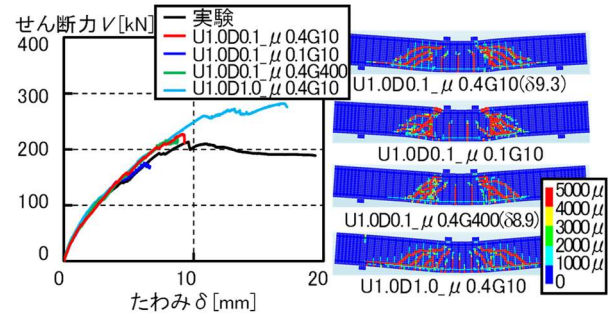 せん断力V[kN]
400
300
200
100
0
0
10
20
たわみδ[mm]
実験
U1.0D0.1_μ0.4G10
U1.0D0.1_μ0.1G10
U1.0D0.1_μ0.4G400
U1.0D1.0_μ0.4G10
U1.0D0.1_μ0.4G10(δ9.3)
U1.0D0.1_μ0.1G10
U1.0D0.1_μ0.4G400(δ8.9)
U1.0D1.0_μ0.4G10
5000μ
4000μ
3000μ
2000μ
1000μ
0